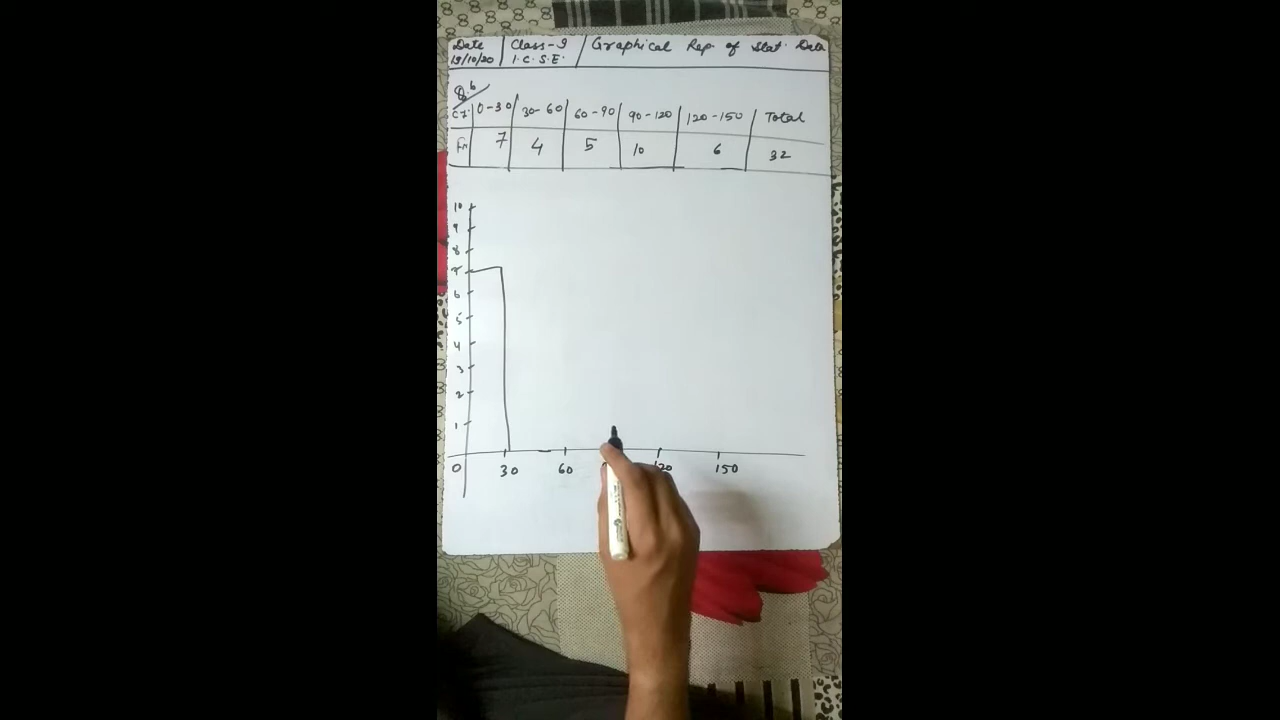 Date 19/10/20 | Class-9 I.C.S.E. | Graphical Rep. of Stat. Data
Q.6
C.I. 0-30 30-60 60-90 90-120 120-150 Total
Fr 7 4 5 10 6 32
10
9
8
7
6
5
4
3
2
1
0 30 60 120 150